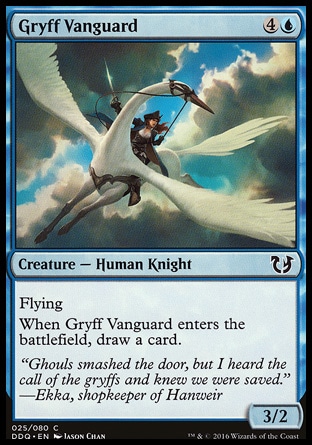 Gryff Vanguard 4
Creature — Human Knight
Flying
When Gryff Vanguard enters the
battlefield, draw a card.
“Ghouls smashed the door, but I heard the
call of the gryffs and knew we were saved.”
—Ekka, shopkeeper of Hanweir
3/2
025/080 C
DDQ • EN Jason Chan
™ & © 2016 Wizards of the Coast